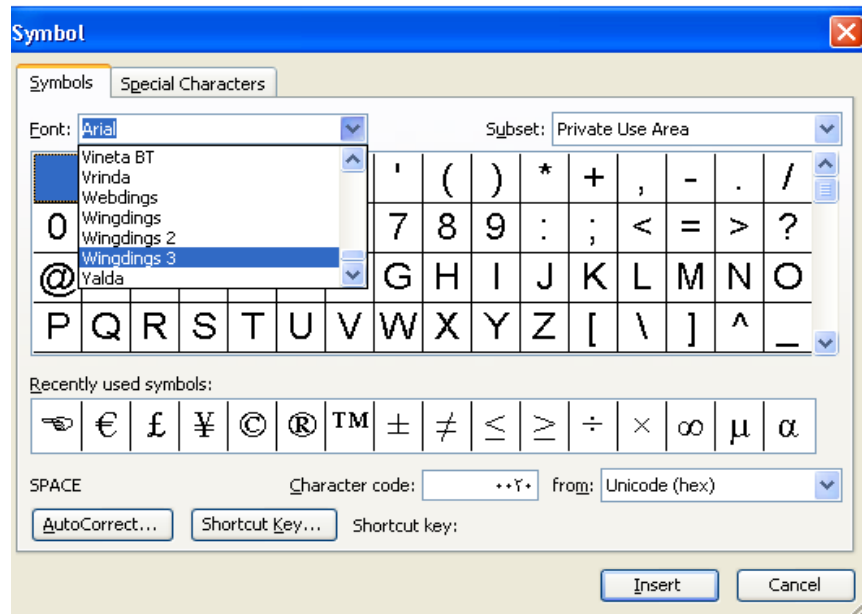 Symbol
Symbols Special Characters
Font: Arial Subset: Private Use Area
Vineta BT
Vrinda
Webdings
Wingdings
Wingdings 2
Wingdings 3
Yalda
' ( ) * + , - . /
0 7 8 9 : ; < = > ?
@ G H I J K L M N O
P Q R S T U V W X Y Z [ \ ] ^ _
Recently used symbols:
☜ € £ ¥ © ® ™ ± ≠ ≤ ≥ ÷ × ∞ µ α
SPACE Character code: ۰۰۲۰ from: Unicode (hex)
AutoCorrect... Shortcut Key... Shortcut key:
Insert Cancel